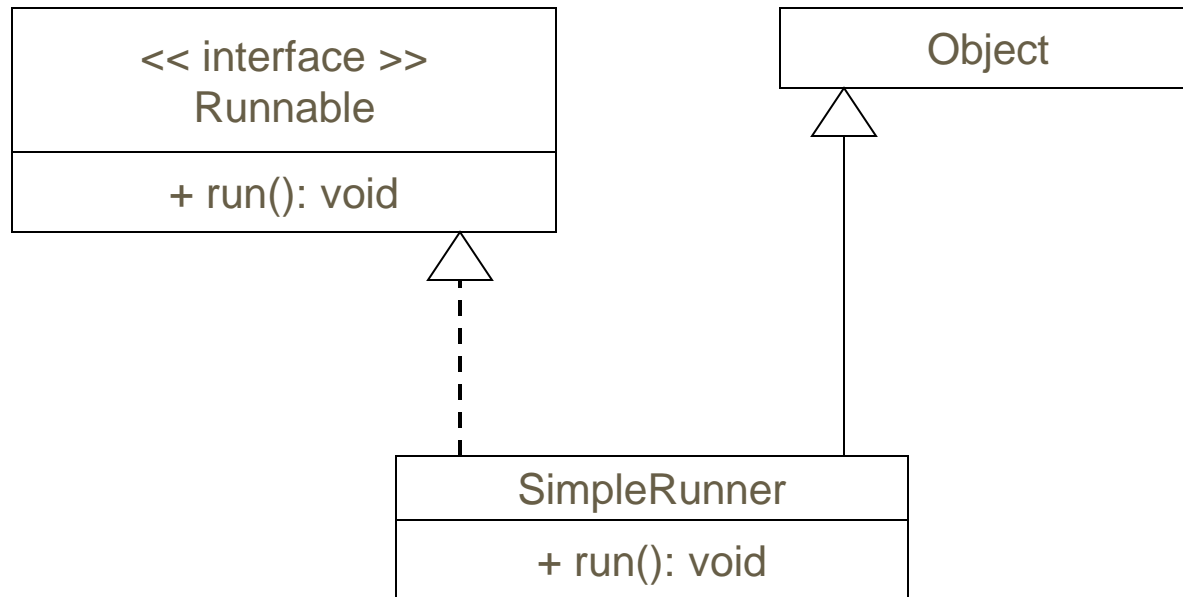 << interface >>
Runnable
+ run(): void
Object
SimpleRunner
+ run(): void